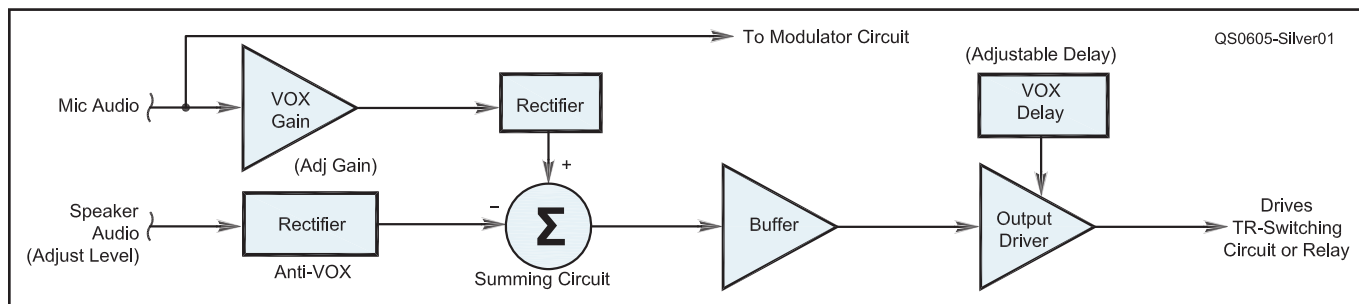 To Modulator Circuit
QS0605-Silver01
(Adjustable Delay)
Mic Audio
VOX
Gain
(Adj Gain)
Rectifier
VOX
Delay
+
Speaker
Audio
(Adjust Level)
Rectifier
Anti-VOX
–
Σ
Summing Circuit
Buffer
Output
Driver
Drives
TR-Switching
Circuit or Relay